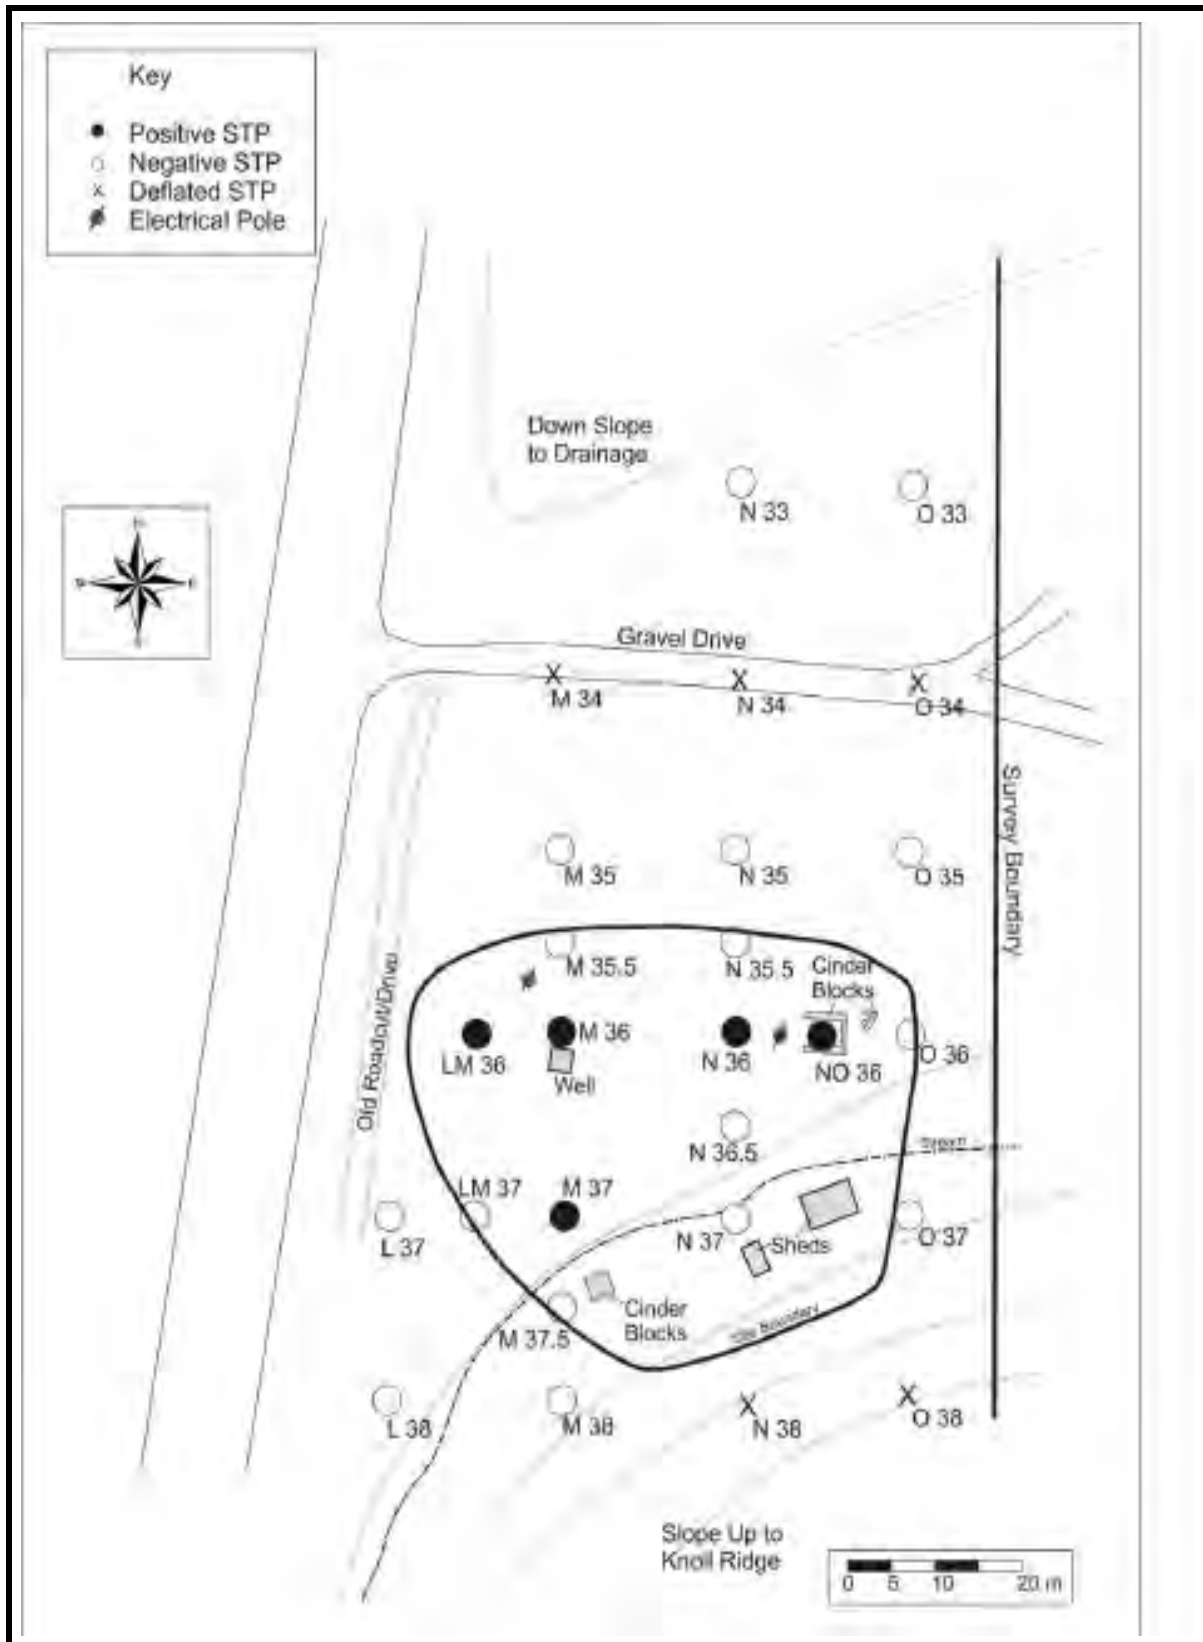 Key
Positive STP
Negative STP
Deflated STP
Electrical Pole
Down Slope
to Drainage
N 33
O 33
Gravel Drive
M 34
N 34
O 34
Survey Boundary
M 35
N 35
O 35
Old Roadcut/Drive
M 35.5
N 35.5
Cinder
Blocks
LM 36
M 36
N 36
NO 36
O 36
Well
N 36.5
Stream
LM 37
M 37
L 37
N 37
Sheds
O 37
M 37.5
Cinder
Blocks
Site Boundary
L 38
M 38
N 38
O 38
Slope Up to
Knoll Ridge
0 5 10 20 m